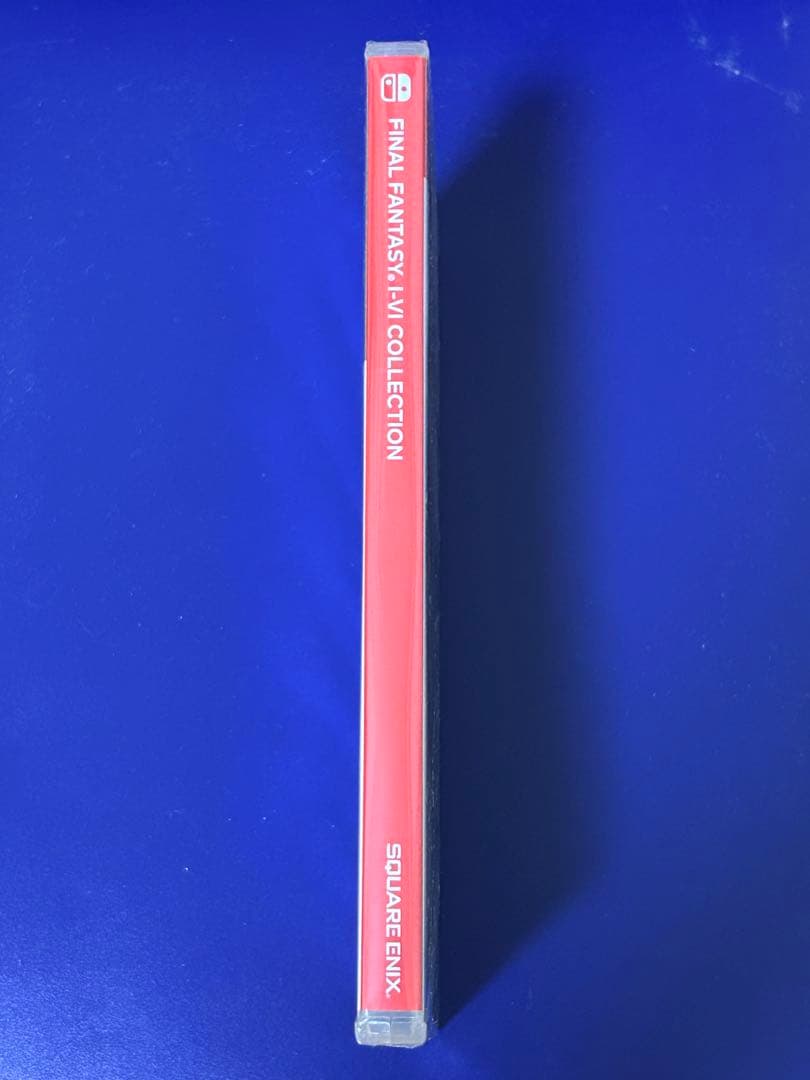 FINAL FANTASY® I-VI COLLECTION
SQUARE ENIX®